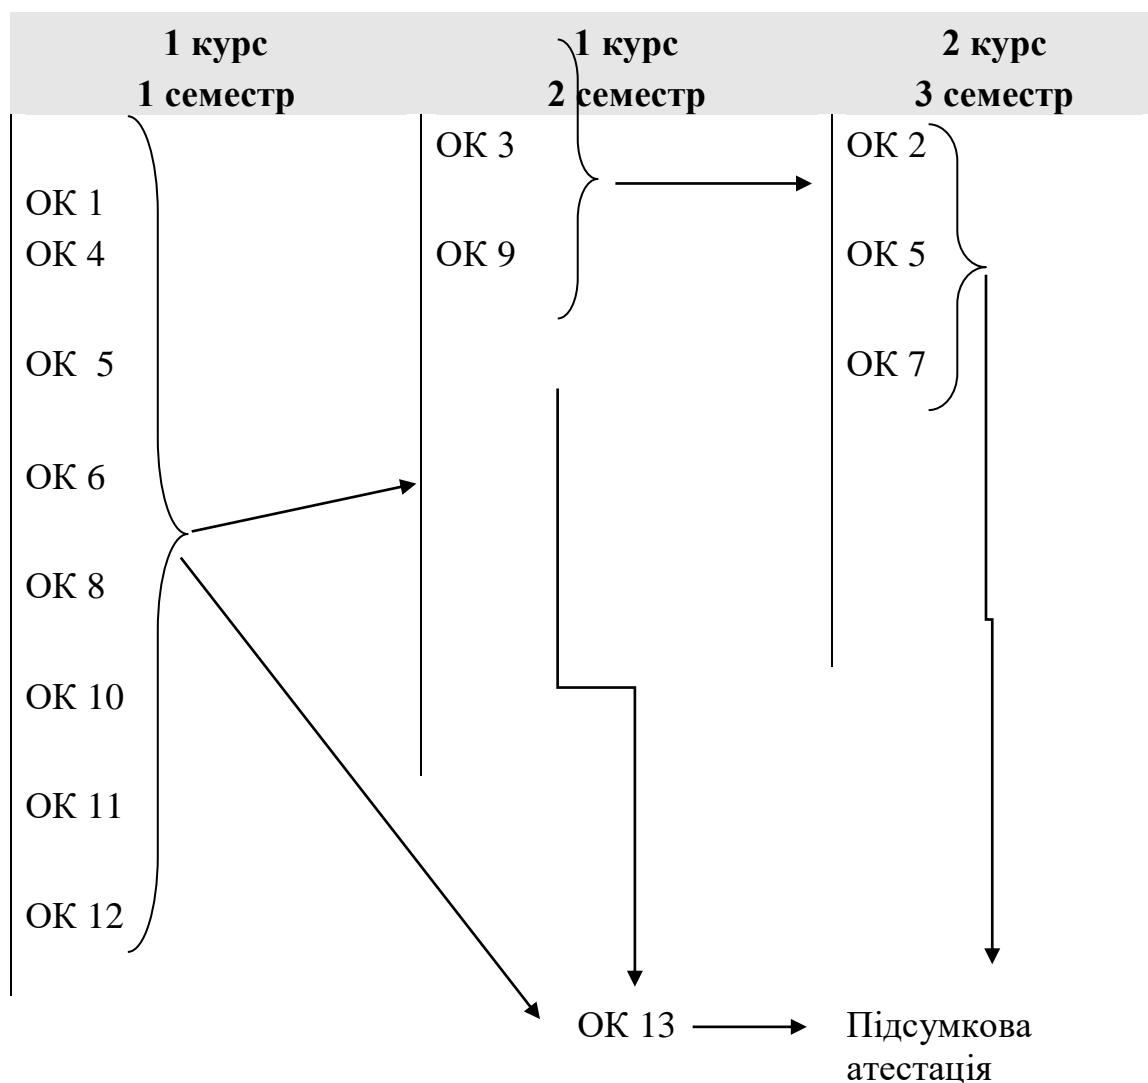 1 курс
1 семестр
1 курс
2 семестр
2 курс
3 семестр
ОК 1
ОК 4
ОК 5
ОК 6
ОК 8
ОК 10
ОК 11
ОК 12
ОК 3
ОК 9
ОК 2
ОК 5
ОК 7
ОК 13
Підсумкова
атестація